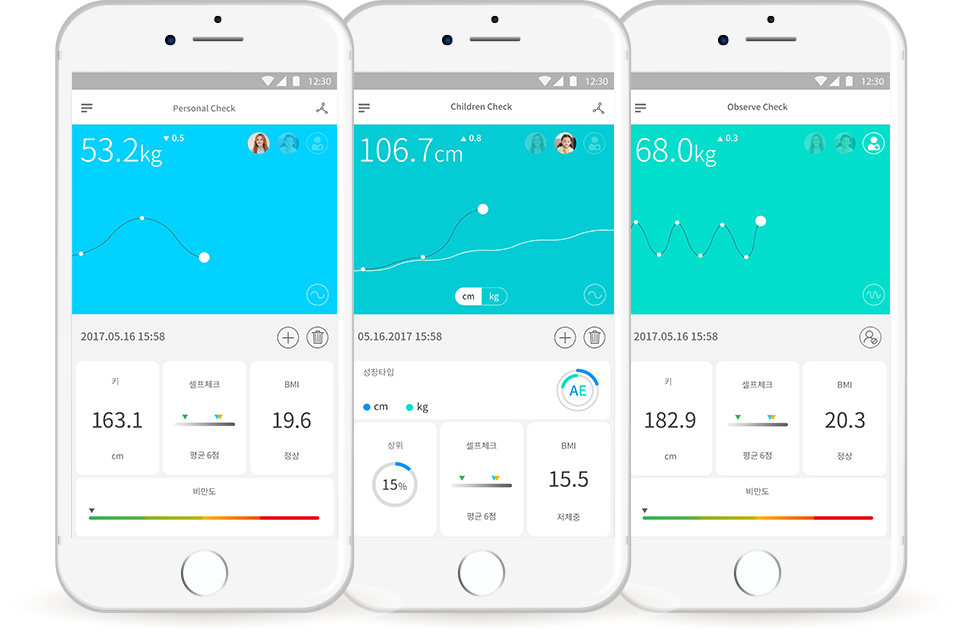 12:30
Personal Check
53.2kg ▼ 0.5
2017.05.16 15:58
키
163.1
cm
셀프체크
평균 6점
BMI
19.6
정상
비만도
12:30
Children Check
106.7cm ▲ 0.8
cm kg
05.16.2017 15:58
성장타입
AE
cm kg
상위
15%
셀프체크
평균 6점
BMI
15.5
저체중
12:30
Observe Check
68.0kg ▲ 0.3
2017.05.16 15:58
키
182.9
cm
셀프체크
평균 6점
BMI
20.3
정상
비만도